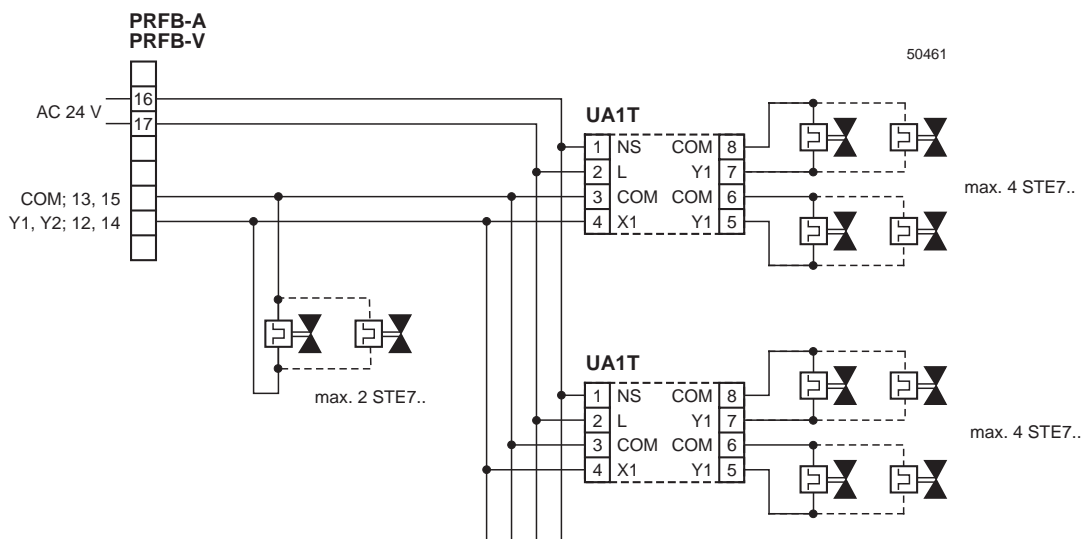 PRFB-A
PRFB-V
50461
AC 24 V
16
17
COM; 13, 15
Y1, Y2; 12, 14
UA1T
1 NS COM 8
2 L Y1 7
3 COM COM 6
4 X1 Y1 5
max. 4 STE7..
max. 2 STE7..
UA1T
1 NS COM 8
2 L Y1 7
3 COM COM 6
4 X1 Y1 5
max. 4 STE7..